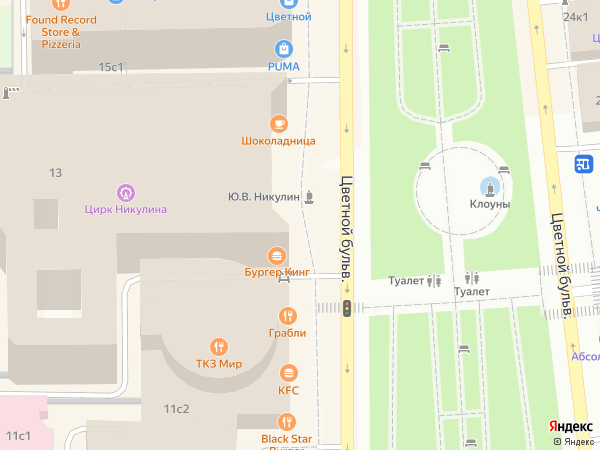 Цветной
24к1
Found Record
Store &
Pizzeria
15с1
PUMA
Шоколадница
13
Цирк Никулина
Ю.В. Никулин
Цветной бульв.
Клоуны
Цветной бульв.
Бургер Кинг
Туалет
Туалет
Грабли
ТКЗ Мир
KFC
Абсол
11с2
11с1
Black Star
Яндекс
© Яндекс